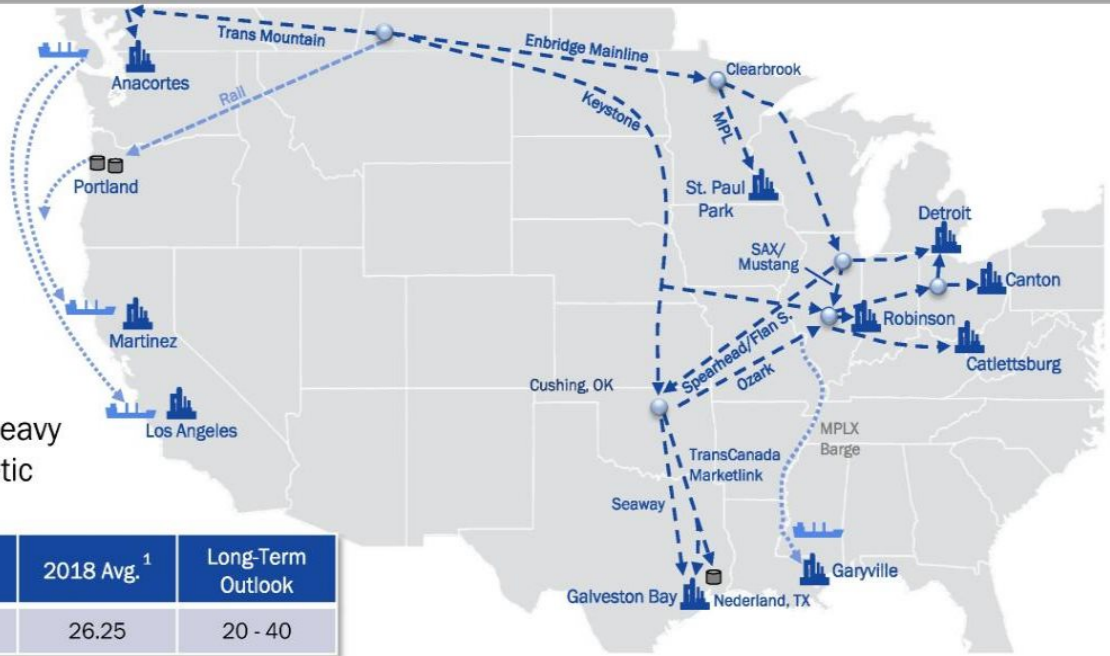 Trans Mountain
Enbridge Mainline
Clearbrook
Anacortes
Rail
Keystone
MPL
Portland
St. Paul
Park
Detroit
SAX/
Mustang
Canton
Martinez
Robinson
Spearhead/Flan S.
Ozark
Catlettsburg
Cushing, OK
Los Angeles
eavy
tic
MPLX
Barge
TransCanada
Marketlink
Seaway
2018 Avg.1
Long-Term
Outlook
Garyville
Galveston Bay
Nederland, TX
26.25
20 - 40